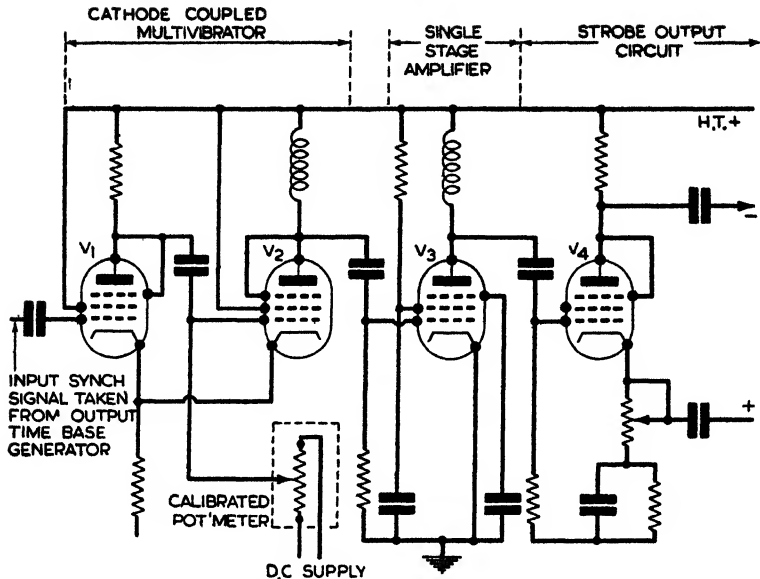 CATHODE COUPLED
MULTIVIBRATOR
SINGLE
STAGE
AMPLIFIER
STROBE OUTPUT
CIRCUIT
H.T.+
V1
V2
V3
V4
−
+
INPUT SYNCH
SIGNAL TAKEN
FROM OUTPUT
TIME BASE
GENERATOR
CALIBRATED
POT'METER
D.C SUPPLY